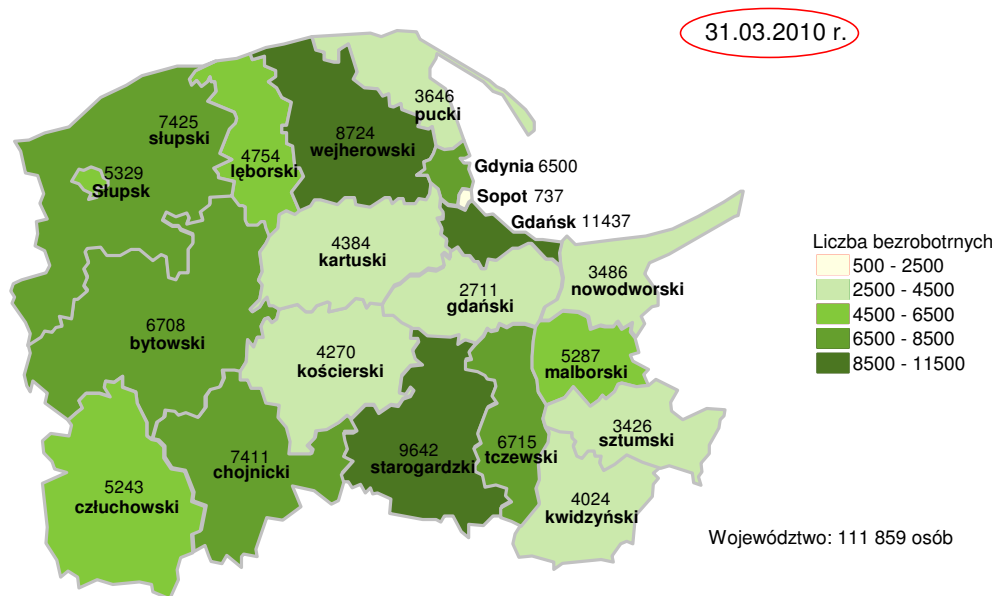 31.03.2010 r.
3646
pucki
7425
słupski
8724
wejherowski
4754
lęborski
5329
Słupsk
Gdynia 6500
Sopot 737
Gdańsk 11437
4384
kartuski
3486
nowodworski
2711
gdański
6708
bytowski
4270
kościerski
5287
malborski
3426
sztumski
9642
starogardzki
6715
tczewski
7411
chojnicki
5243
człuchowski
4024
kwidzyński
Liczba bezrobotrnych
500 - 2500
2500 - 4500
4500 - 6500
6500 - 8500
8500 - 11500
Województwo: 111 859 osób